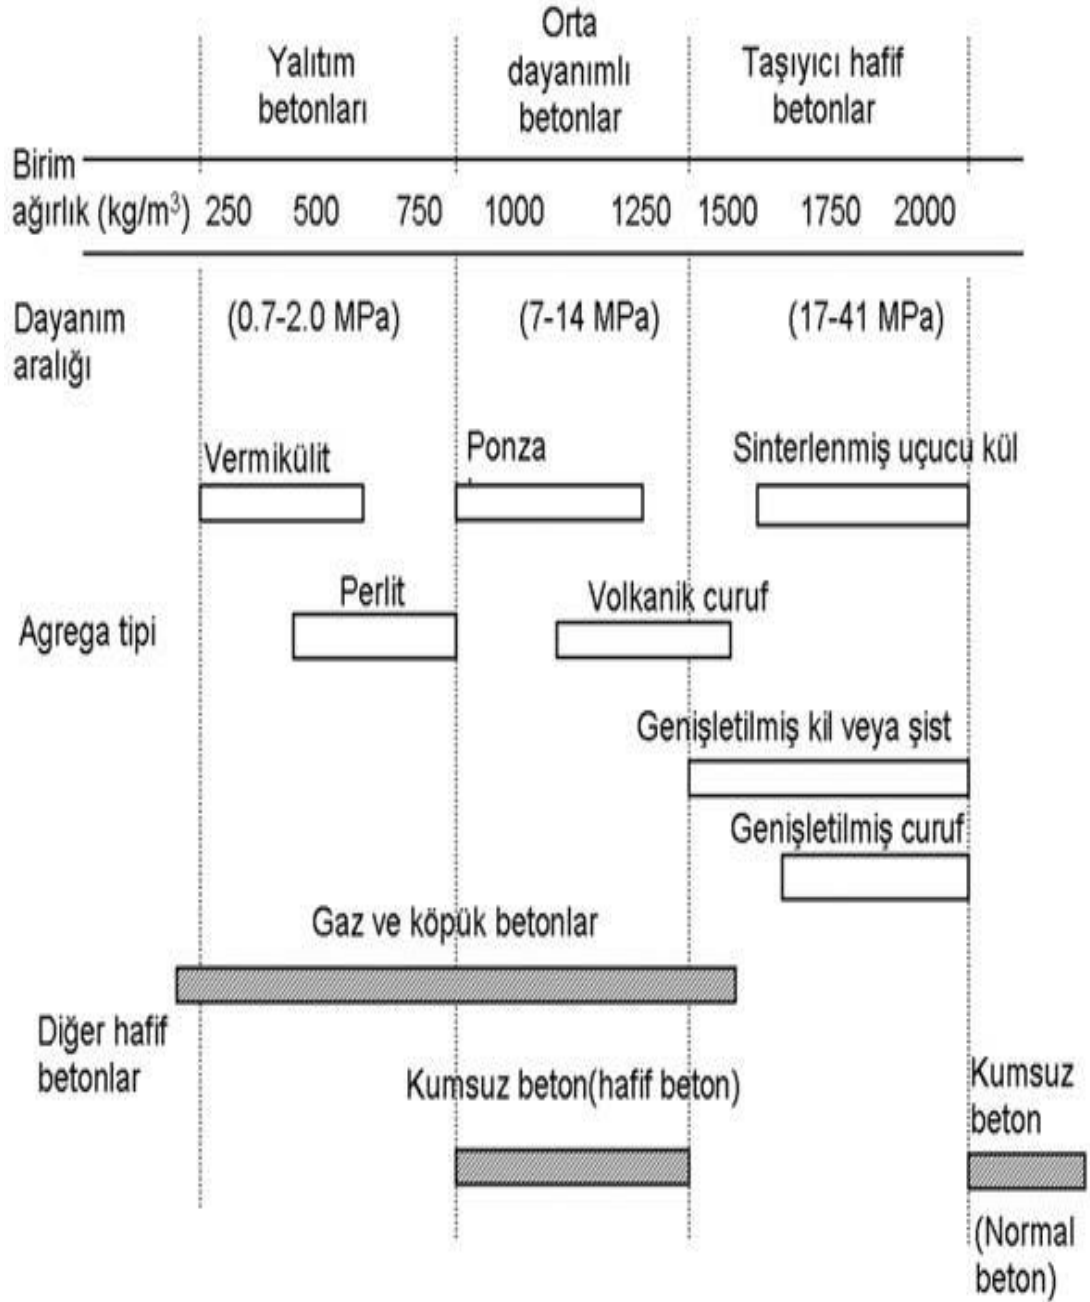 Yalıtım
betonları
Orta
dayanımlı
betonlar
Taşıyıcı hafif
betonlar
Birim
ağırlık (kg/m³) 250 500 750 1000 1250 1500 1750 2000
Dayanım
aralığı
(0.7-2.0 MPa) (7-14 MPa) (17-41 MPa)
Vermikülit
Ponza
Sinterlenmiş uçucu kül
Agrega tipi
Perlit
Volkanik curuf
Genişletilmiş kil veya şist
Genişletilmiş curuf
Gaz ve köpük betonlar
Diğer hafif
betonlar
Kumsuz beton(hafif beton)
Kumsuz
beton
(Normal
beton)